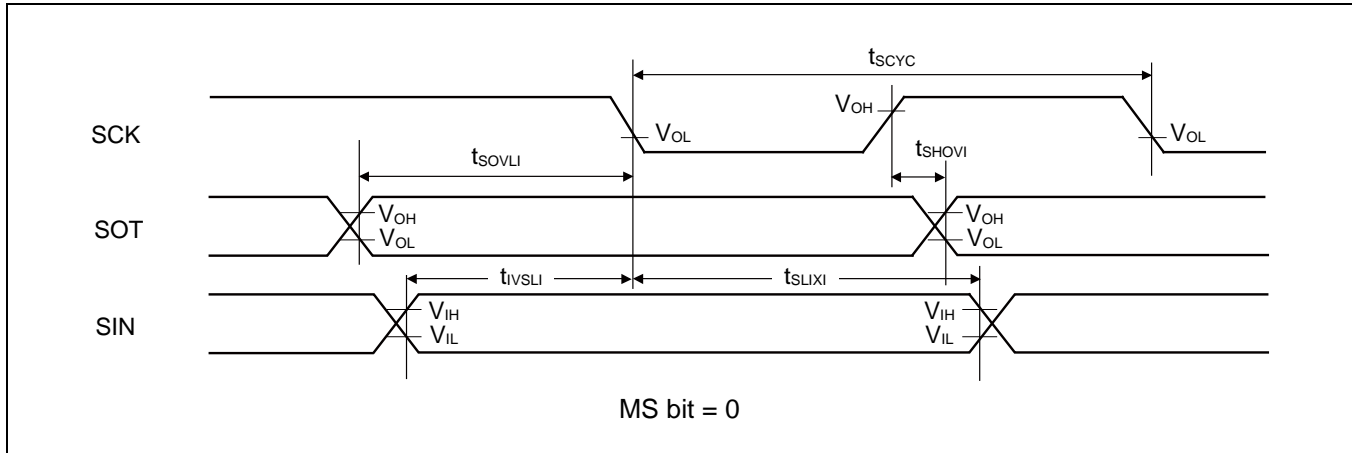 tSCYC
SCK
VOL
VOH
VOL
tSOVLI
tSHOVI
SOT
VOH
VOL
VOH
VOL
tIVSLI
tSLIXI
SIN
VIH
VIL
VIH
VIL
MS bit = 0